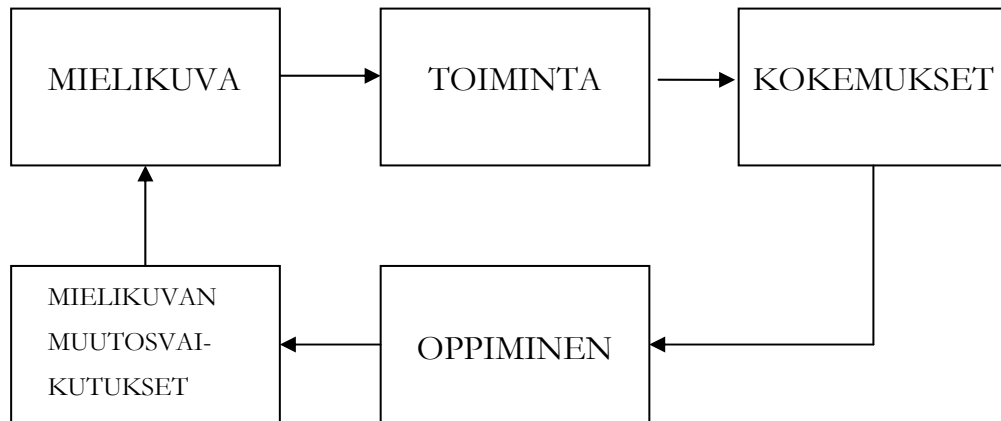 MIELIKUVA
TOIMINTA
KOKEMUKSET
MIELIKUVAN
MUUTOSVAI-
KUTUKSET
OPPIMINEN